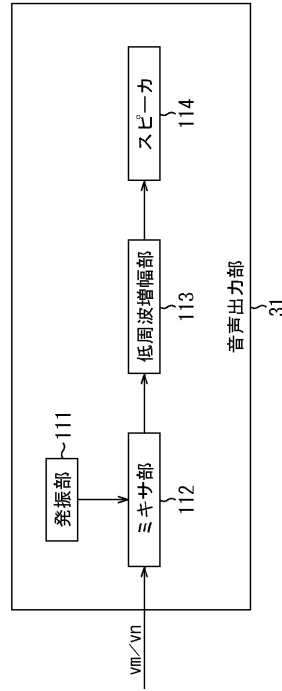 vm/vn
発振部
111
ミキサ部
112
低周波増幅部
113
スピーカ
114
音声出力部
31